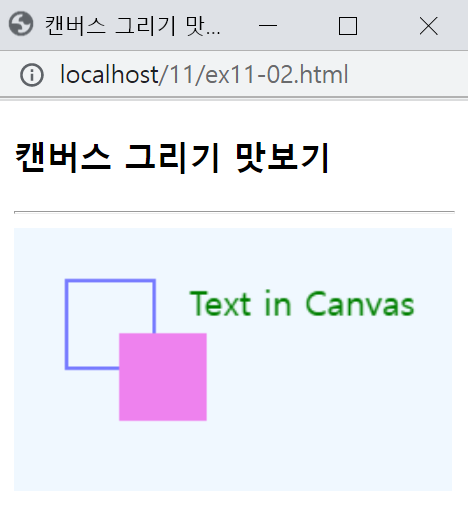 캔버스 그리기 맛...
localhost/11/ex11-02.html
캔버스 그리기 맛보기
Text in Canvas